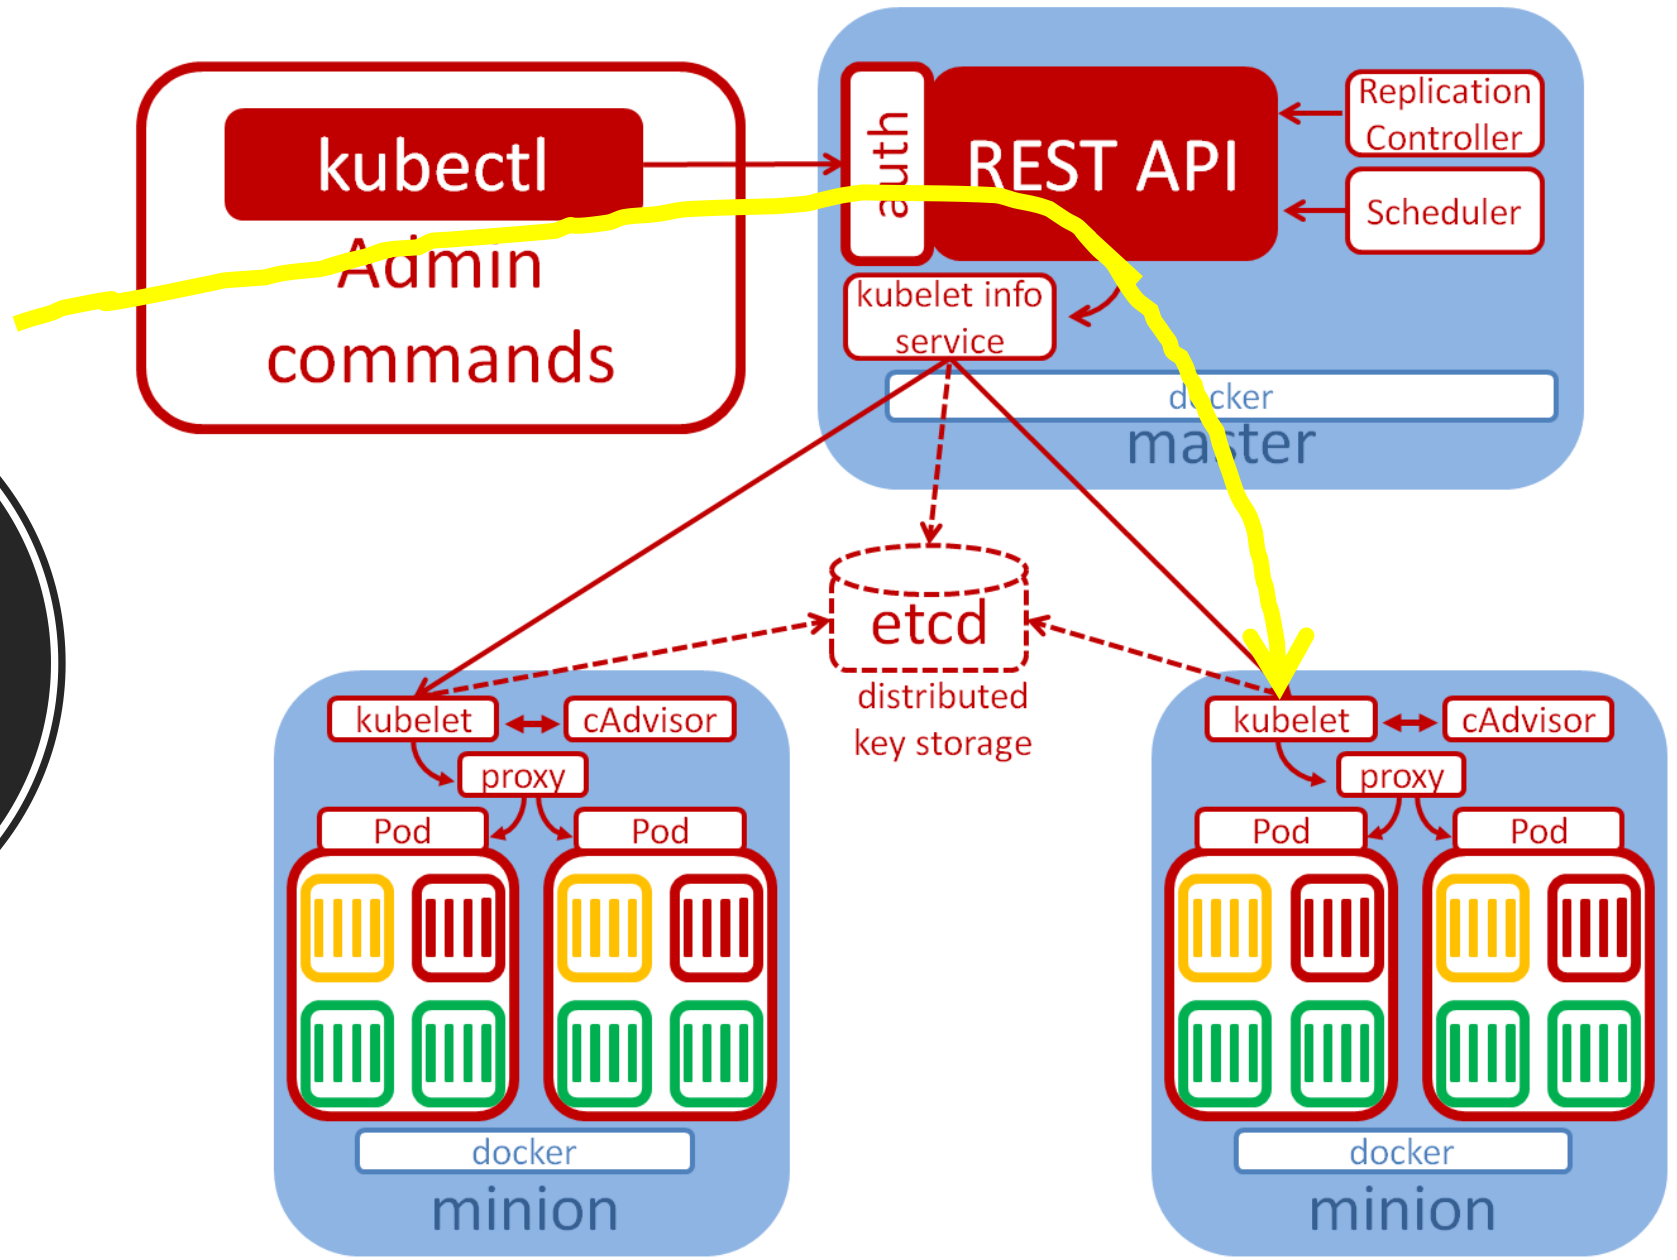 kubectl
Admin
commands
auth
REST API
Replication
Controller
Scheduler
kubelet info
service
docker
master
etcd
distributed
key storage
kubelet
cAdvisor
proxy
Pod
Pod
docker
minion
kubelet
cAdvisor
proxy
Pod
Pod
docker
minion